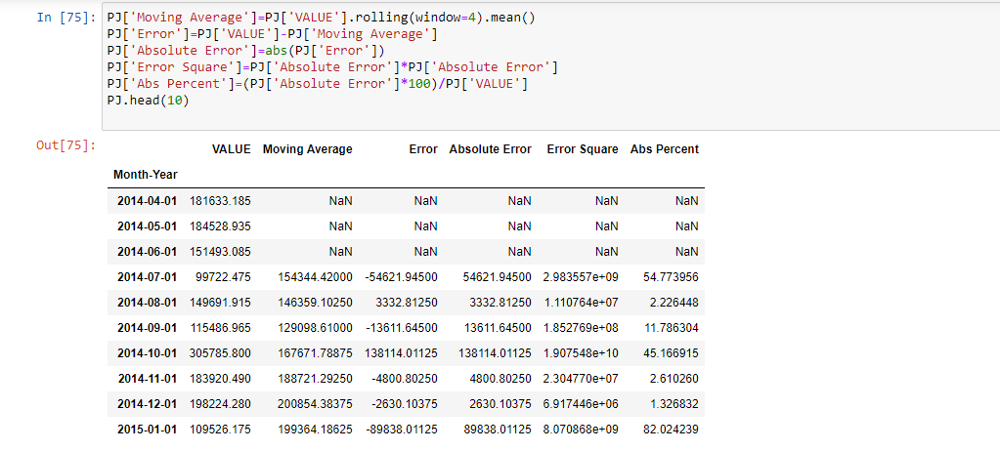 In [75]: PJ['Moving Average']=PJ['VALUE'].rolling(window=4).mean()
PJ['Error']=PJ['VALUE']-PJ['Moving Average']
PJ['Absolute Error']=abs(PJ['Error'])
PJ['Error Square']=PJ['Absolute Error']*PJ['Absolute Error']
PJ['Abs Percent']=(PJ['Absolute Error']*100)/PJ['VALUE']
PJ.head(10)
Out[75]:
VALUE Moving Average Error Absolute Error Error Square Abs Percent
Month-Year
2014-04-01 181633.185 NaN NaN NaN NaN NaN
2014-05-01 184528.935 NaN NaN NaN NaN NaN
2014-06-01 151493.085 NaN NaN NaN NaN NaN
2014-07-01 99722.475 154344.42000 -54621.94500 54621.94500 2.983557e+09 54.773956
2014-08-01 149691.915 146359.10250 3332.81250 3332.81250 1.110764e+07 2.226448
2014-09-01 115486.965 129098.61000 -13611.64500 13611.64500 1.852769e+08 11.786304
2014-10-01 305785.800 167671.78875 138114.01125 138114.01125 1.907548e+10 45.166915
2014-11-01 183920.490 188721.29250 -4800.80250 4800.80250 2.304770e+07 2.610260
2014-12-01 198224.280 200854.38375 -2630.10375 2630.10375 6.917446e+06 1.326832
2015-01-01 109526.175 199364.18625 -89838.01125 89838.01125 8.070868e+09 82.024239